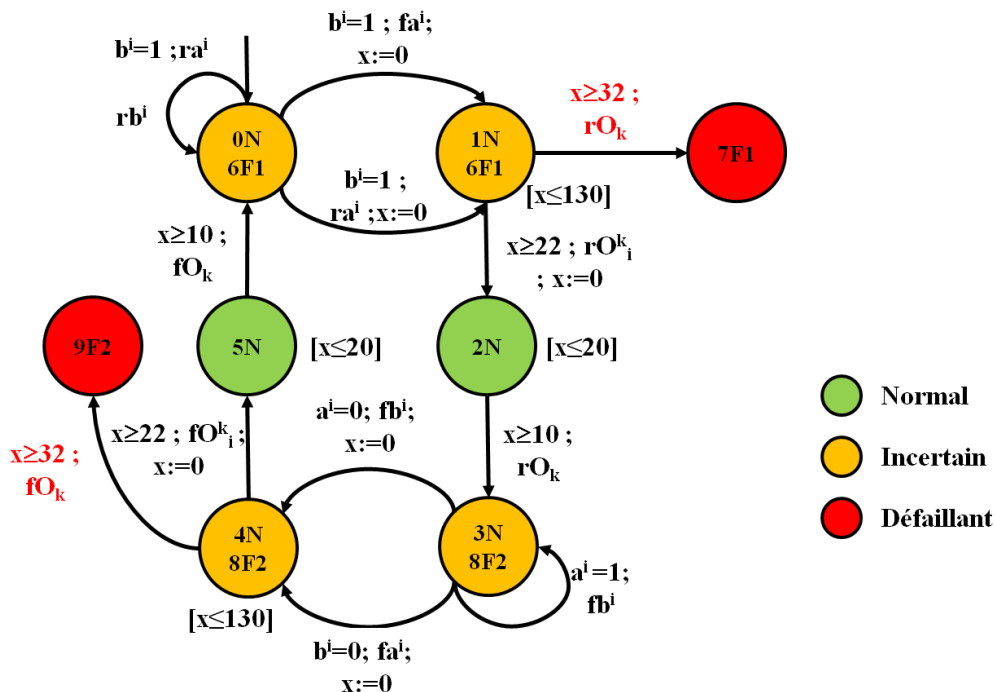 bⁱ=1 ; faⁱ;
x:=0
bⁱ=1 ;raⁱ
rbⁱ
0N
6F1
1N
6F1
x≥32 ;
rOₖ
7F1
bⁱ=1 ;
raⁱ ;x:=0
[x≤130]
x≥10 ;
fOₖ
x≥22 ; rOᵏᵢ
; x:=0
9F2
5N
[x≤20]
2N
[x≤20]
Normal
aⁱ=0; fbⁱ;
x:=0
x≥22 ; fOᵏᵢ;
x:=0
x≥32 ;
fOₖ
x≥10 ;
rOₖ
Incertain
Défaillant
4N
8F2
3N
8F2
aⁱ=1;
fbⁱ
[x≤130]
bⁱ=0; faⁱ;
x:=0